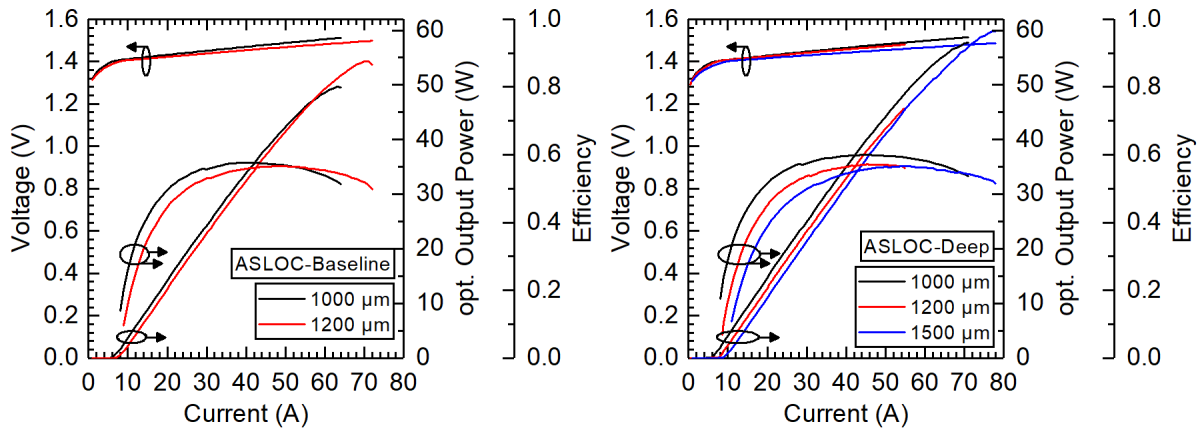 1.6
1.4
1.2
1.0
0.8
0.6
0.4
0.2
0.0
Voltage (V)
0 10 20 30 40 50 60 70 80
Current (A)
60
50
40
30
20
10
0
opt. Output Power (W)
1.0
0.8
0.6
0.4
0.2
0.0
Efficiency
ASLOC-Baseline
1000 µm
1200 µm
1.6
1.4
1.2
1.0
0.8
0.6
0.4
0.2
0.0
Voltage (V)
0 10 20 30 40 50 60 70 80
Current (A)
60
50
40
30
20
10
0
opt. Output Power (W)
1.0
0.8
0.6
0.4
0.2
0.0
Efficiency
ASLOC-Deep
1000 µm
1200 µm
1500 µm